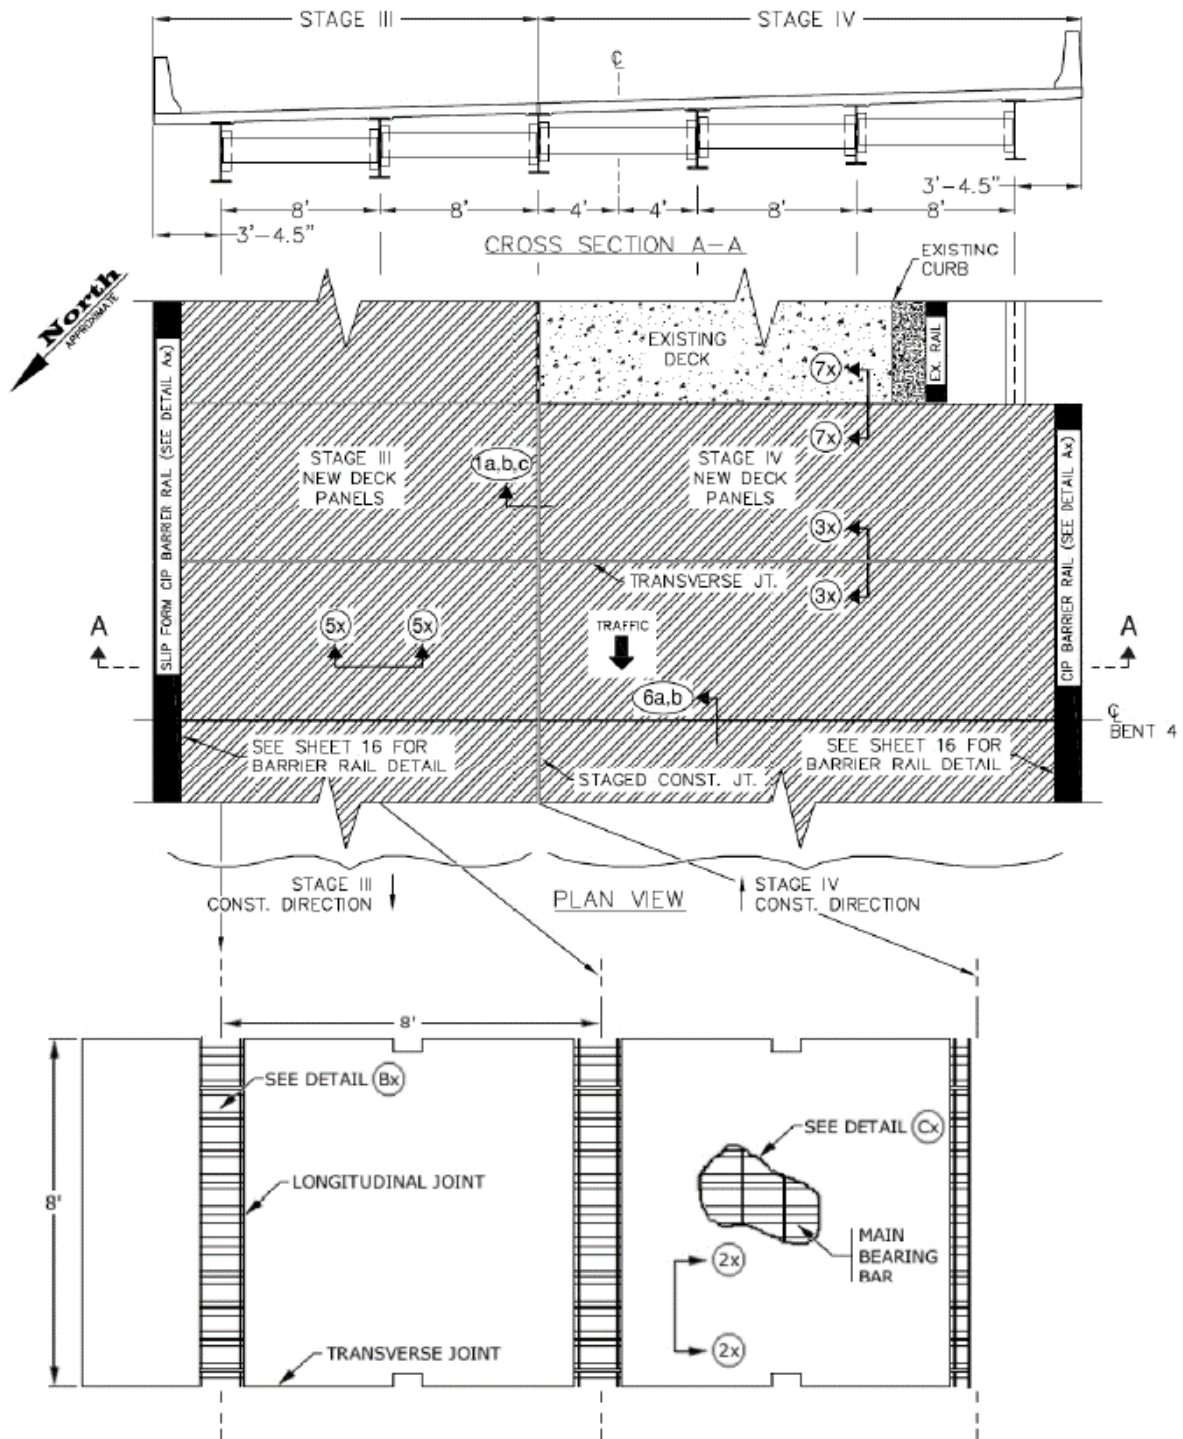 STAGE III
STAGE IV
℄
3'-4.5"
8'
8'
4'
4'
8'
8'
3'-4.5"
CROSS SECTION A-A
EXISTING
CURB
North
APPROXIMATE
EXISTING
DECK
EX. RAIL
7x
7x
SLIP FORM CIP BARRIER RAIL (SEE DETAIL Ax)
STAGE III
NEW DECK
PANELS
1a,b,c
STAGE IV
NEW DECK
PANELS
CIP BARRIER RAIL (SEE DETAIL Ax)
3x
TRANSVERSE JT.
3x
5x
5x
TRAFFIC
A
A
6a,b
℄
BENT 4
SEE SHEET 16 FOR
BARRIER RAIL DETAIL
STAGED CONST. JT.
SEE SHEET 16 FOR
BARRIER RAIL DETAIL
STAGE III
CONST. DIRECTION
PLAN VIEW
STAGE IV
CONST. DIRECTION
8'
SEE DETAIL Bx
SEE DETAIL Cx
LONGITUDINAL JOINT
8'
MAIN
BEARING
BAR
2x
2x
TRANSVERSE JOINT